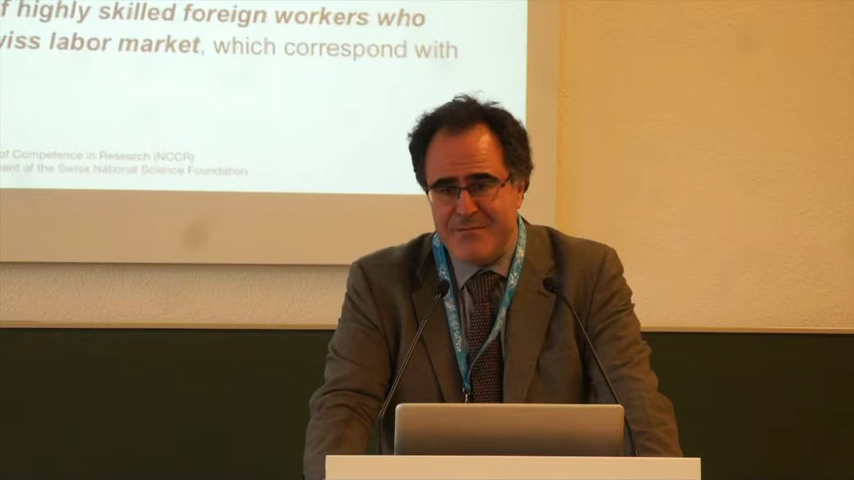 f highly skilled foreign workers who
wiss labor market, which correspond with
of Competence in Research (NCCR)
ment of the Swiss National Science Foundation